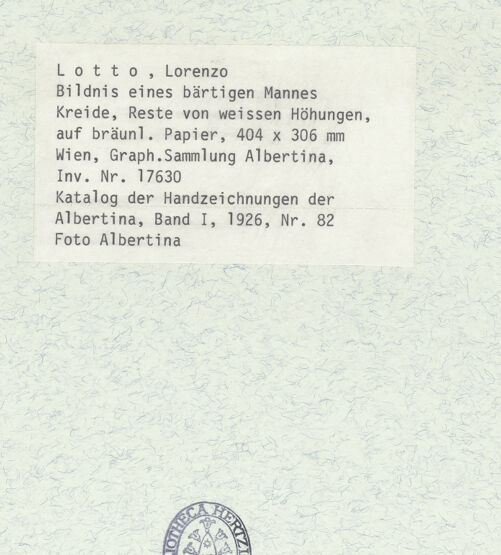 L o t t o , Lorenzo
Bildnis eines bärtigen Mannes
Kreide, Reste von weissen Höhungen,
auf bräunl. Papier, 404 x 306 mm
Wien, Graph.Sammlung Albertina,
Inv. Nr. 17630
Katalog der Handzeichnungen der
Albertina, Band I, 1926, Nr. 82
Foto Albertina